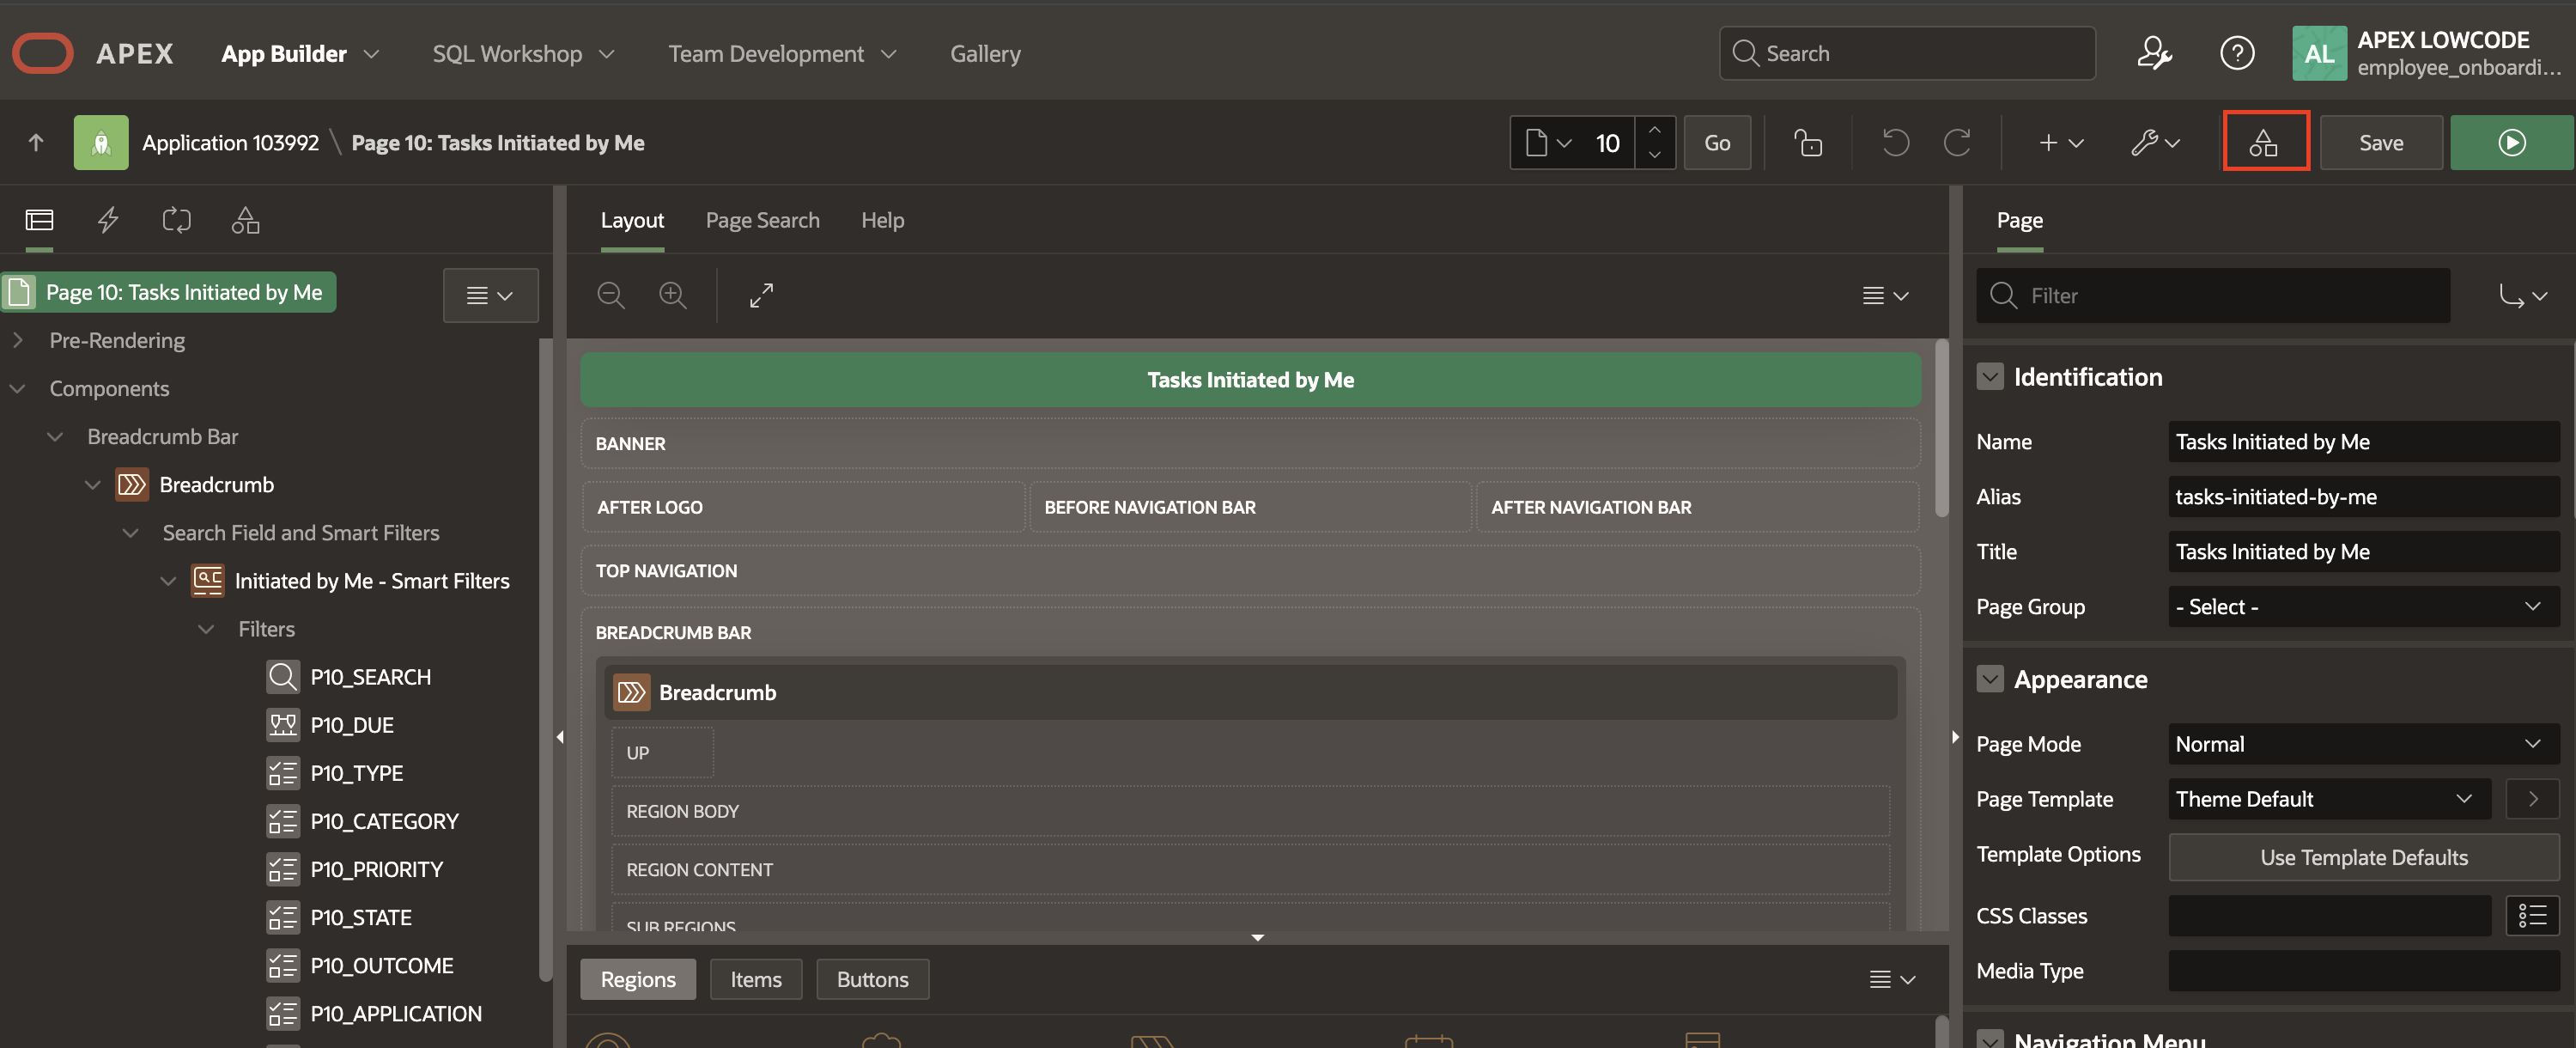 APEX
App Builder
SQL Workshop
Team Development
Gallery
Search
AL
APEX LOWCODE
employee_onboardi...
Application 103992 \ Page 10: Tasks Initiated by Me
10
Go
Save
Layout
Page Search
Help
Page
Page 10: Tasks Initiated by Me
Pre-Rendering
Components
Breadcrumb Bar
Breadcrumb
Search Field and Smart Filters
Initiated by Me - Smart Filters
Filters
P10_SEARCH
P10_DUE
P10_TYPE
P10_CATEGORY
P10_PRIORITY
P10_STATE
P10_OUTCOME
P10_APPLICATION
Tasks Initiated by Me
BANNER
AFTER LOGO
BEFORE NAVIGATION BAR
AFTER NAVIGATION BAR
TOP NAVIGATION
BREADCRUMB BAR
Breadcrumb
UP
REGION BODY
REGION CONTENT
SUB REGIONS
Regions
Items
Buttons
Filter
Identification
Name
Tasks Initiated by Me
Alias
tasks-initiated-by-me
Title
Tasks Initiated by Me
Page Group
- Select -
Appearance
Page Mode
Normal
Page Template
Theme Default
Template Options
Use Template Defaults
CSS Classes
Media Type
Navigation Menu